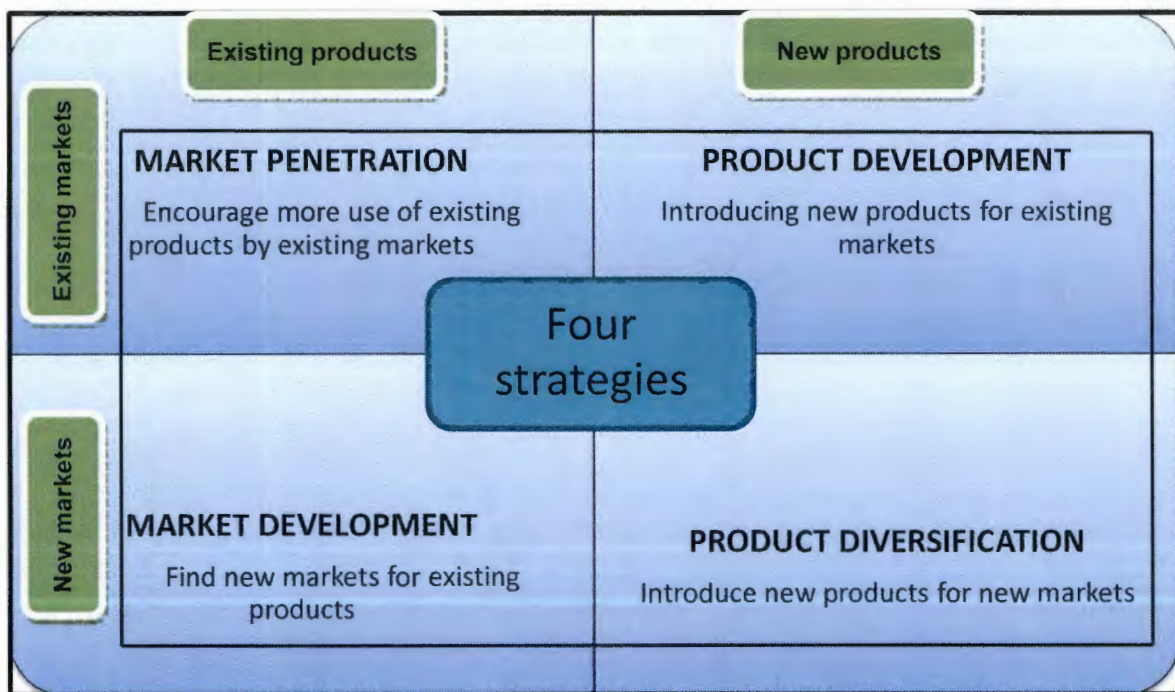 Existing products
New products
Existing markets
MARKET PENETRATION
Encourage more use of existing
products by existing markets
PRODUCT DEVELOPMENT
Introducing new products for existing
markets
Four
strategies
New markets
MARKET DEVELOPMENT
Find new markets for existing
products
PRODUCT DIVERSIFICATION
Introduce new products for new markets